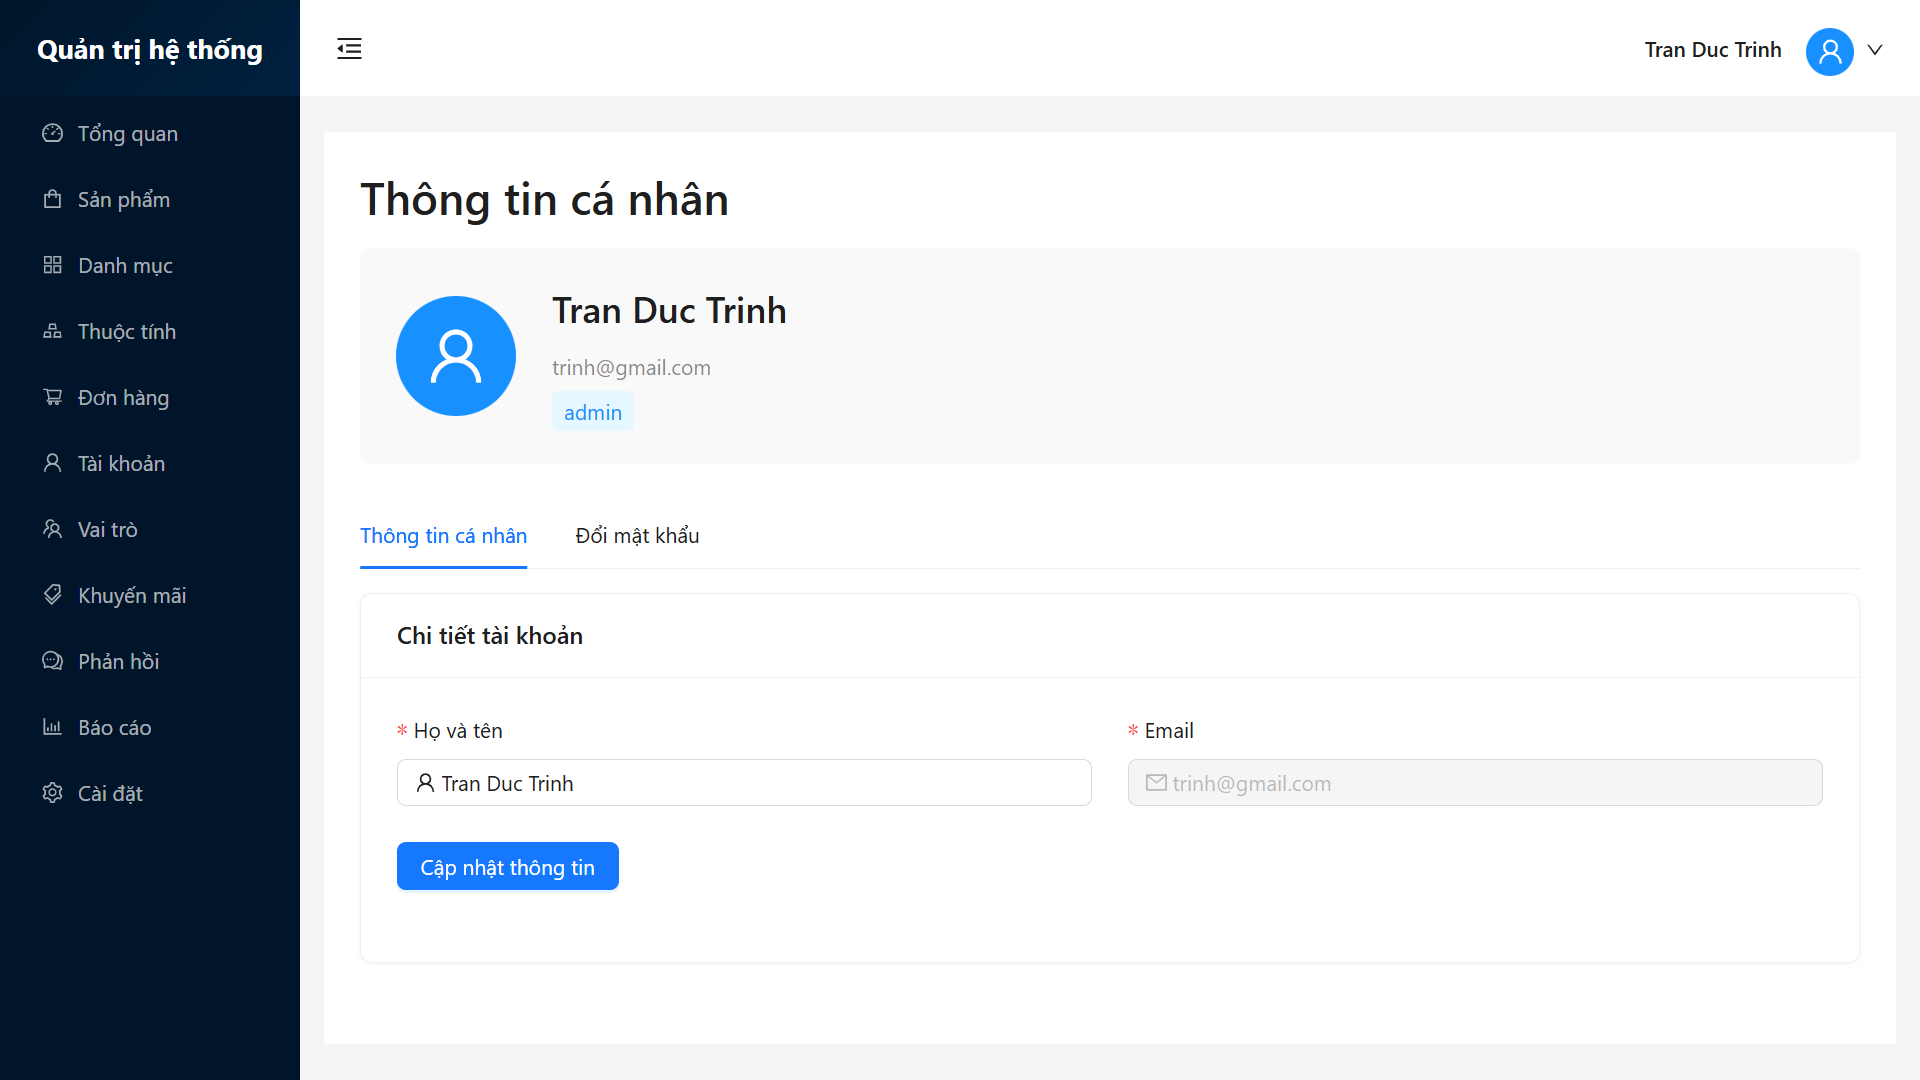 Quản trị hệ thống
Tran Duc Trinh
Tổng quan
Sản phẩm
Danh mục
Thuộc tính
Đơn hàng
Tài khoản
Vai trò
Khuyến mãi
Phản hồi
Báo cáo
Cài đặt
Thông tin cá nhân
Tran Duc Trinh
trinh@gmail.com
admin
Thông tin cá nhân
Đổi mật khẩu
Chi tiết tài khoản
* Họ và tên
Tran Duc Trinh
* Email
trinh@gmail.com
Cập nhật thông tin